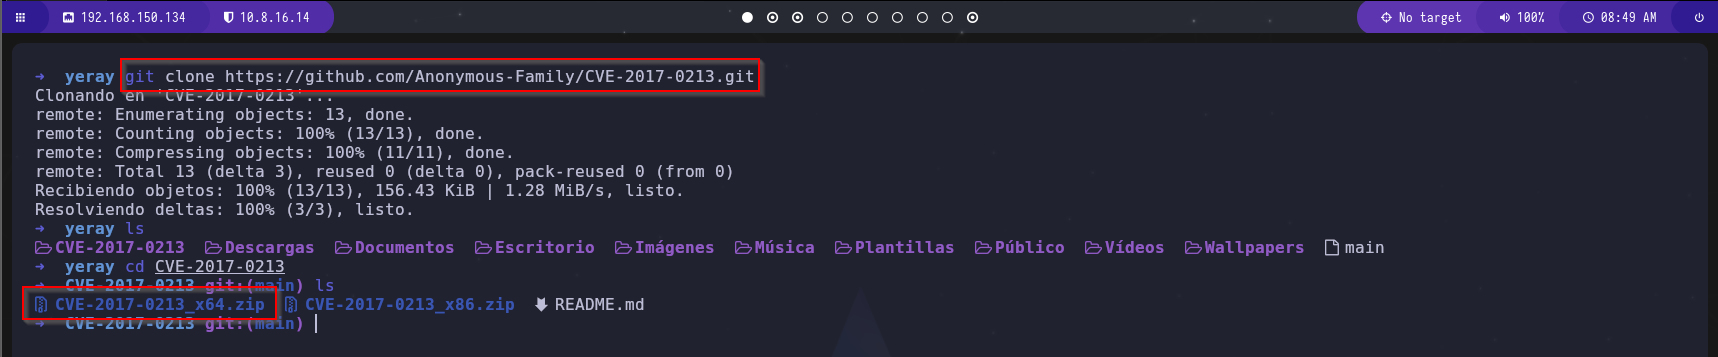 192.168.150.134 10.8.16.14 No target 100% 08:49 AM
➜ yeray git clone https://github.com/Anonymous-Family/CVE-2017-0213.git
Clonando en 'CVE-2017-0213'...
remote: Enumerating objects: 13, done.
remote: Counting objects: 100% (13/13), done.
remote: Compressing objects: 100% (11/11), done.
remote: Total 13 (delta 3), reused 0 (delta 0), pack-reused 0 (from 0)
Recibiendo objetos: 100% (13/13), 156.43 KiB | 1.28 MiB/s, listo.
Resolviendo deltas: 100% (3/3), listo.
➜ yeray ls
CVE-2017-0213 Descargas Documentos Escritorio Imágenes Música Plantillas Público Vídeos Wallpapers main
➜ yeray cd CVE-2017-0213
➜ CVE-2017-0213 git:(main) ls
CVE-2017-0213_x64.zip CVE-2017-0213_x86.zip README.md
➜ CVE-2017-0213 git:(main)